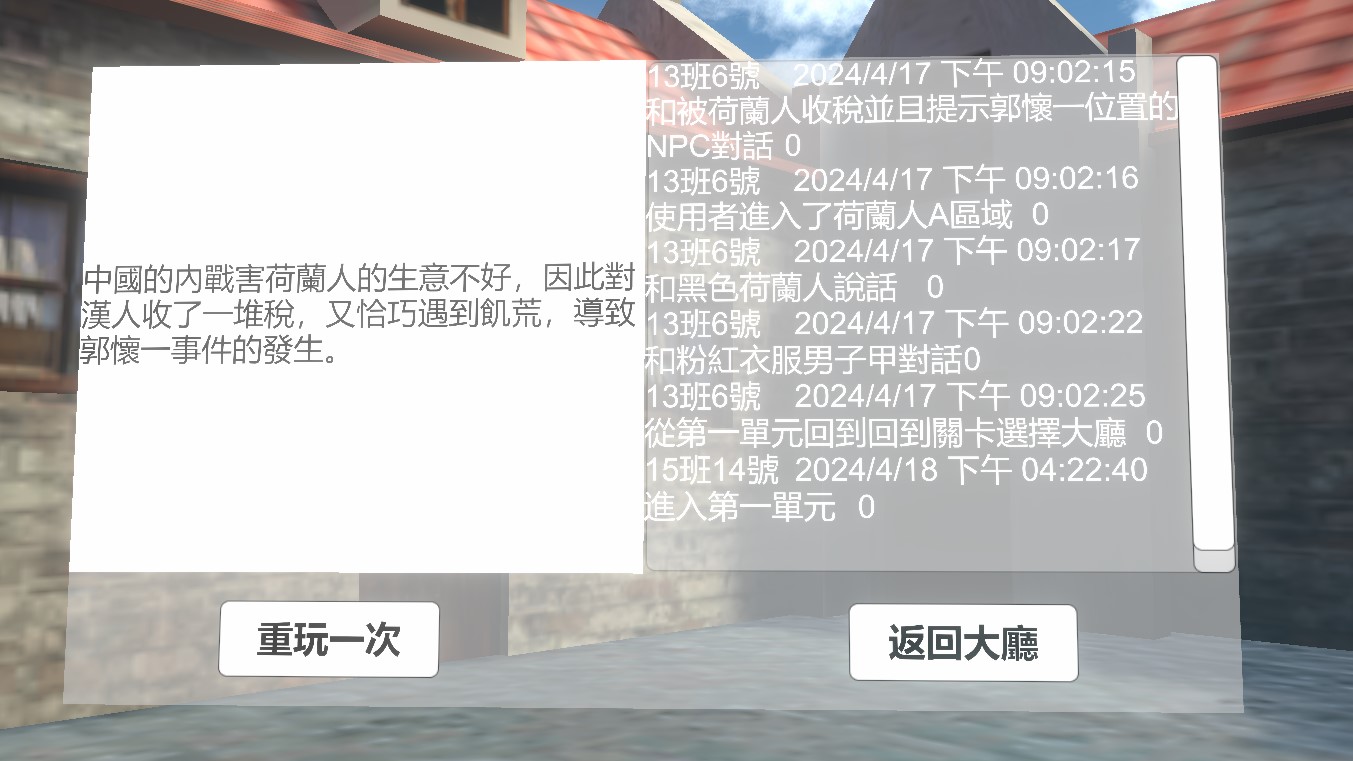 中國的內戰害荷蘭人的生意不好，因此對
漢人收了一堆稅，又恰巧遇到飢荒，導致
郭懷一事件的發生。
13班6號 2024/4/17 下午 09:02:15
和被荷蘭人收稅並且提示郭懷一位置的
NPC對話 0
13班6號 2024/4/17 下午 09:02:16
使用者進入了荷蘭人A區域 0
13班6號 2024/4/17 下午 09:02:17
和黑色荷蘭人說話 0
13班6號 2024/4/17 下午 09:02:22
和粉紅衣服男子甲對話0
13班6號 2024/4/17 下午 09:02:25
從第一單元回到回到關卡選擇大廳 0
15班14號 2024/4/18 下午 04:22:40
進入第一單元 0
重玩一次
返回大廳